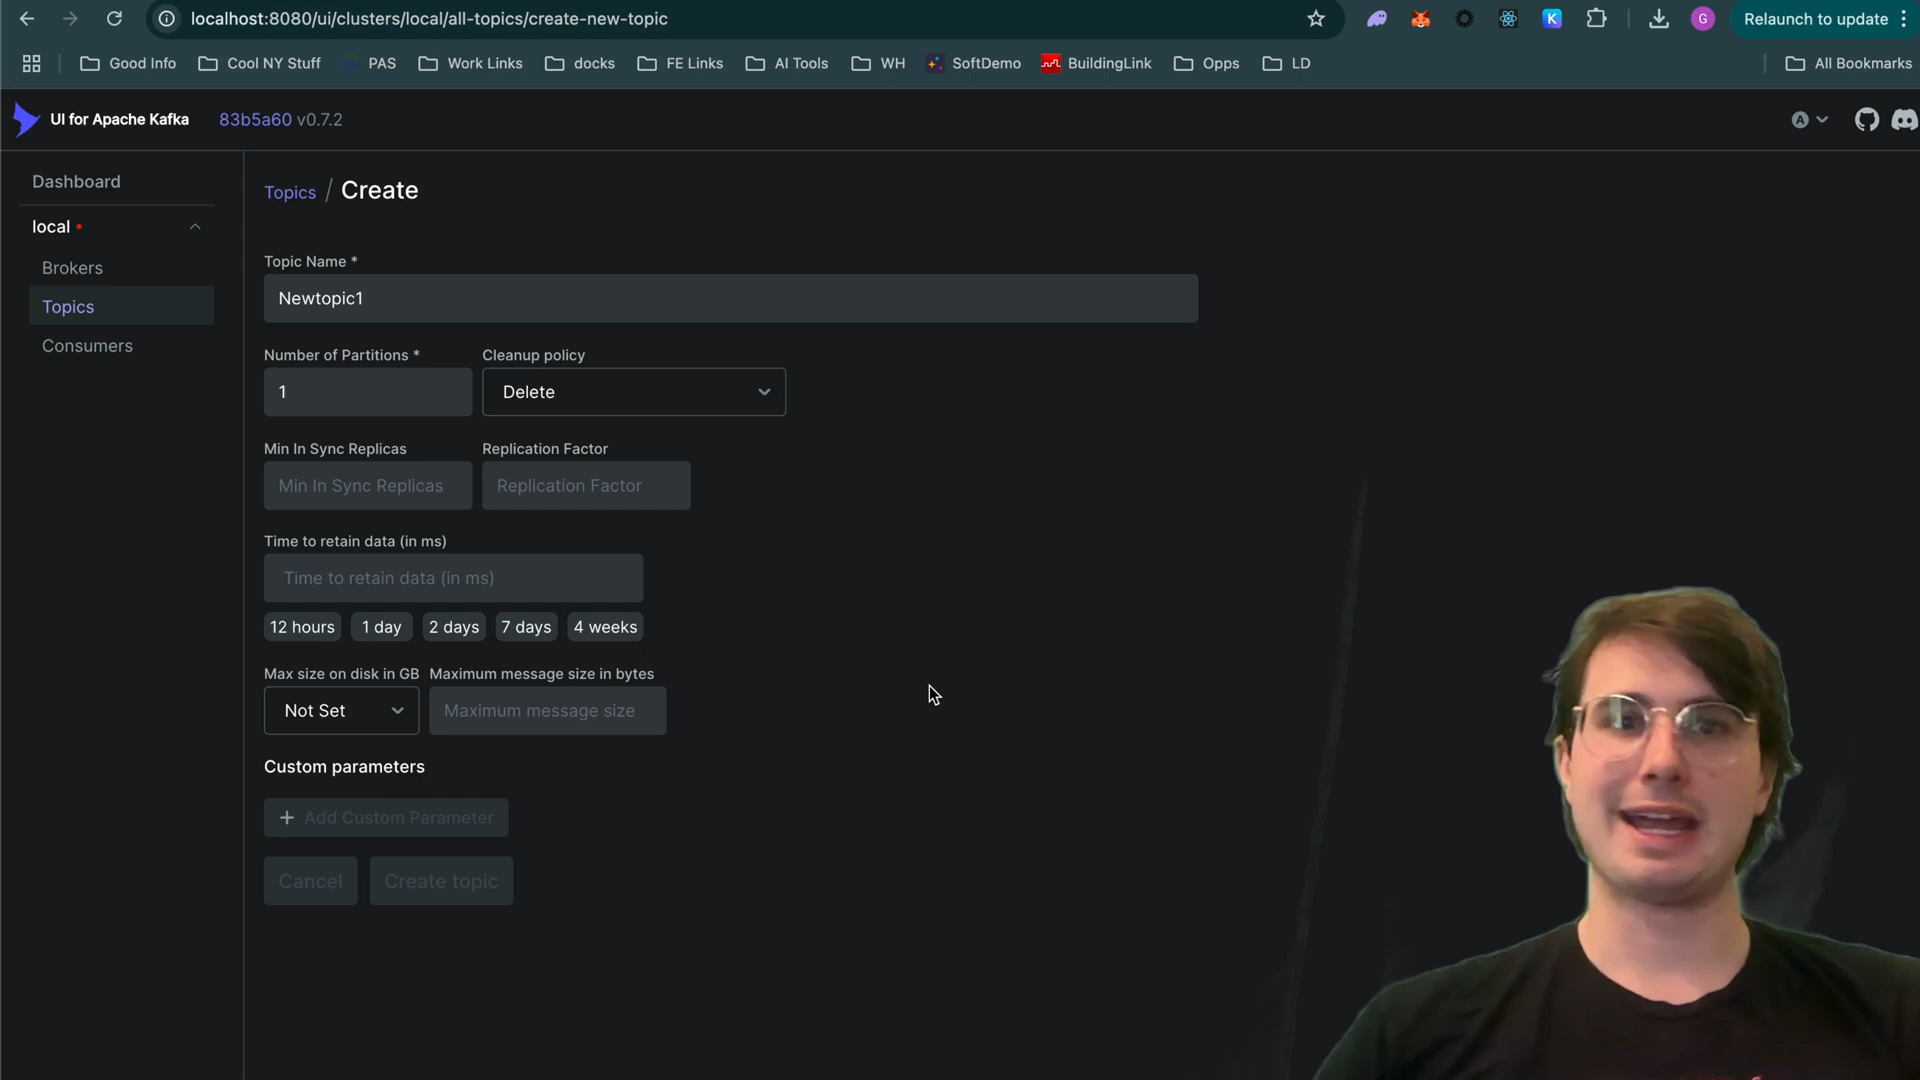 localhost:8080/ui/clusters/local/all-topics/create-new-topic
K
G
Relaunch to update
Good Info
Cool NY Stuff
PAS
Work Links
docks
FE Links
AI Tools
WH
SoftDemo
BuildingLink
Opps
LD
All Bookmarks
UI for Apache Kafka
83b5a60 v0.7.2
A
Dashboard
local
Brokers
Topics
Consumers
Topics / Create
Topic Name *
Newtopic1
Number of Partitions * Cleanup policy
1 Delete
Min In Sync Replicas Replication Factor
Min In Sync Replicas Replication Factor
Time to retain data (in ms)
Time to retain data (in ms)
12 hours 1 day 2 days 7 days 4 weeks
Max size on disk in GB Maximum message size in bytes
Not Set Maximum message size
Custom parameters
+ Add Custom Parameter
Cancel Create topic